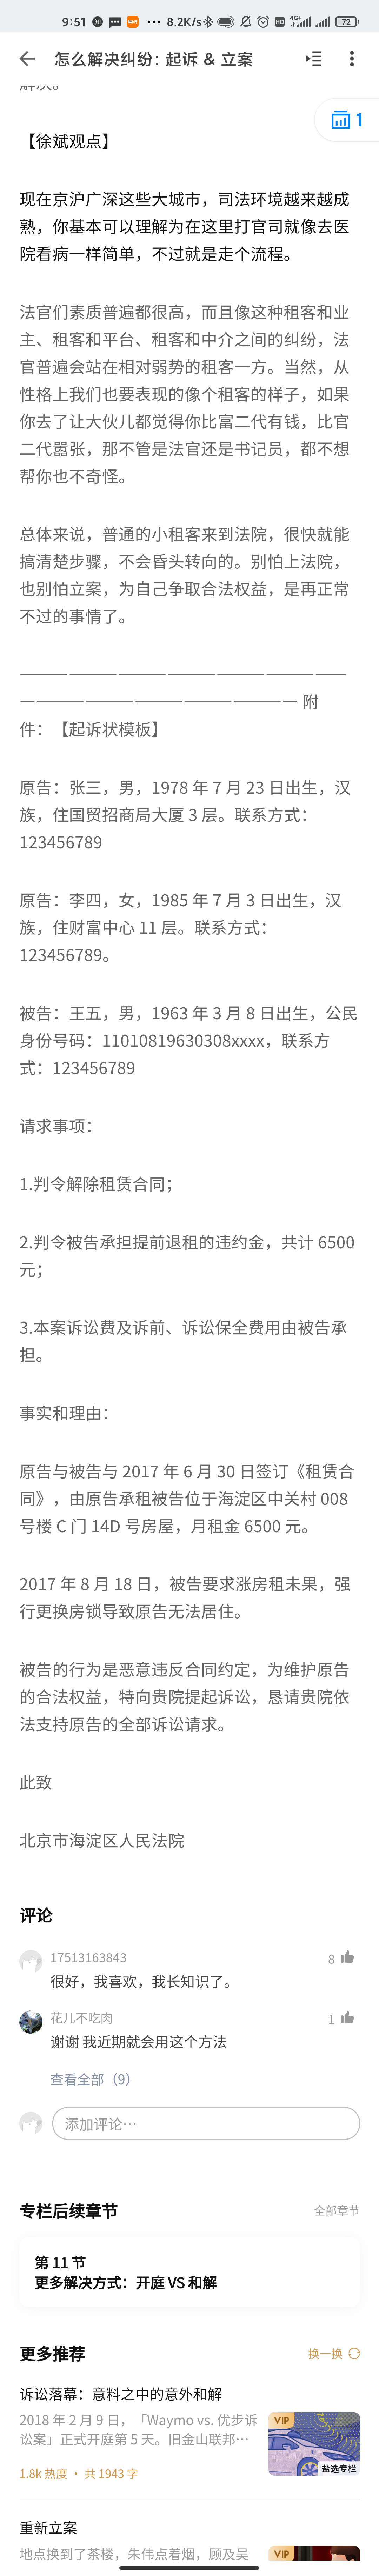 9:51
8.2K/s
72
怎么解决纠纷：起诉 & 立案
1
【徐斌观点】
现在京沪广深这些大城市，司法环境越来越成
熟，你基本可以理解为在这里打官司就像去医
院看病一样简单，不过就是走个流程。
法官们素质普遍都很高，而且像这种租客和业
主、租客和平台、租客和中介之间的纠纷，法
官普遍会站在相对弱势的租客一方。当然，从
性格上我们也要表现的像个租客的样子，如果
你去了让大伙儿都觉得你比富二代有钱，比官
二代嚣张，那不管是法官还是书记员，都不想
帮你也不奇怪。
总体来说，普通的小租客来到法院，很快就能
搞清楚步骤，不会昏头转向的。别怕上法院，
也别怕立案，为自己争取合法权益，是再正常
不过的事情了。
————————————————————
————————————————— 附
件：【起诉状模板】
原告：张三，男，1978 年 7 月 23 日出生，汉
族，住国贸招商局大厦 3 层。联系方式：
123456789
原告：李四，女，1985 年 7 月 3 日出生，汉
族，住财富中心 11 层。联系方式：
123456789。
被告：王五，男，1963 年 3 月 8 日出生，公民
身份号码：11010819630308xxxx，联系方
式：123456789
请求事项：
1.判令解除租赁合同；
2.判令被告承担提前退租的违约金，共计 6500
元；
3.本案诉讼费及诉前、诉讼保全费用由被告承
担。
事实和理由：
原告与被告与 2017 年 6 月 30 日签订《租赁合
同》，由原告承租被告位于海淀区中关村 008
号楼 C 门 14D 号房屋，月租金 6500 元。
2017 年 8 月 18 日，被告要求涨房租未果，强
行更换房锁导致原告无法居住。
被告的行为是恶意违反合同约定，为维护原告
的合法权益，特向贵院提起诉讼，恳请贵院依
法支持原告的全部诉讼请求。
此致
北京市海淀区人民法院
评论
17513163843
8
很好，我喜欢，我长知识了。
花儿不吃肉
1
谢谢 我近期就会用这个方法
查看全部（9）
添加评论…
专栏后续章节
全部章节
第 11 节
更多解决方式：开庭 VS 和解
更多推荐
换一换
诉讼落幕：意料之中的意外和解
2018 年 2 月 9 日，「Waymo vs. 优步诉
讼案」正式开庭第 5 天。旧金山联邦…
VIP
盐选专栏
1.8k 热度 · 共 1943 字
重新立案
地点换到了茶楼，朱伟点着烟，顾及吴
VIP